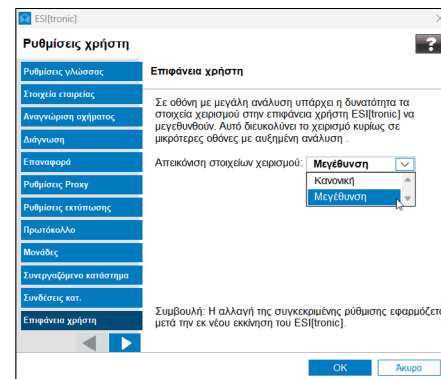 ESI[tronic]
Ρυθμίσεις χρήστη
?
Ρυθμίσεις γλώσσας
Στοιχεία εταιρείας
Αναγνώριση οχήματος
Διάγνωση
Επαναφορά
Ρυθμίσεις Proxy
Ρυθμίσεις εκτύπωσης
Πρωτόκολλο
Μονάδες
Συνεργαζόμενο κατάστημα
Συνδέσεις κατ.
Επιφάνεια χρήστη
Επιφάνεια χρήστη
Σε οθόνη με μεγάλη ανάλυση υπάρχει η δυνατότητα τα
στοιχεία χειρισμού στην επιφάνεια χρήστη ESI[tronic] να
μεγεθυνθούν. Αυτό διευκολύνει το χειρισμό κυρίως σε
μικρότερες οθόνες με αυξημένη ανάλυση .
Απεικόνιση στοιχείων χειρισμού: Μεγέθυνση
Κανονική
Μεγέθυνση
Συμβουλή: Η αλλαγή της συγκεκριμένης ρύθμισης εφαρμόζετα
μετά την εκ νέου εκκίνηση του ESI[tronic].
OK
Άκυρο